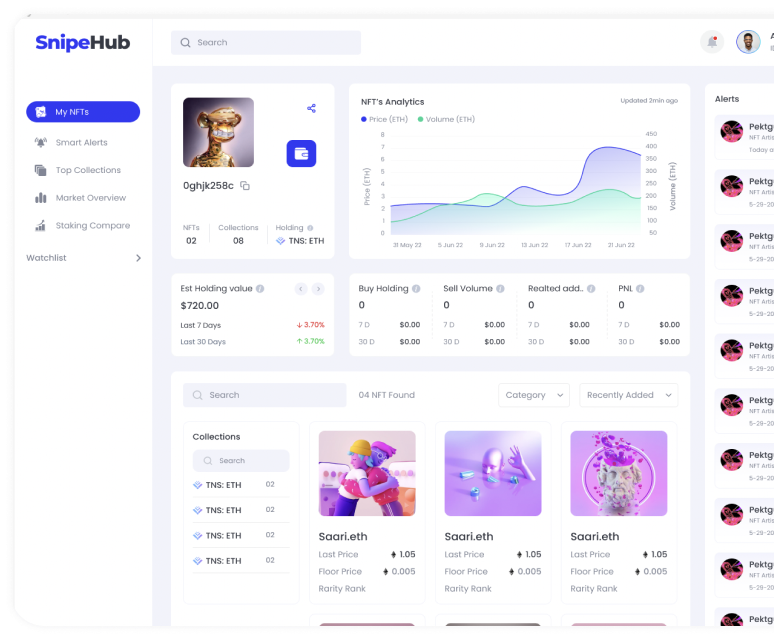 SnipeHub
Search
My NFTs
Smart Alerts
Top Collections
Market Overview
Staking Compare
Watchlist
0ghjk258c
NFTs Collections Holding
02 08 TNS: ETH
NFT's Analytics
Updated 2min ago
Price (ETH) Volume (ETH)
Price (ETH)
8
7
6
5
4
3
2
1
0
450
400
350
300
250
200
150
100
50
Volume (ETH)
31 May 22 5 Jun 22 9 Jun 22 13 Jun 22 17 Jun 22 21 Jun 22
Est Holding value
$720.00
Last 7 Days 3.70%
Last 30 Days 3.70%
Buy Holding Sell Volume Realted add.. PNL
0 0 0 0
7 D $0.00 7 D $0.00 7 D $0.00 7 D $0.00
30 D $0.00 30 D $0.00 30 D $0.00 30 D $0.00
Search
04 NFT Found
Category
Recently Added
Collections
Search
TNS: ETH 02
TNS: ETH 02
TNS: ETH 02
TNS: ETH 02
Saari.eth
Last Price 1.05
Floor Price 0.005
Rarity Rank
Saari.eth
Last Price 1.05
Floor Price 0.005
Rarity Rank
Saari.eth
Last Price 1.05
Floor Price 0.005
Rarity Rank
Alerts
Pektg
NFT Artis
Today a
Pektg
NFT Artis
5-29-20
Pektg
NFT Artis
5-29-20
Pektg
NFT Artis
5-29-20
Pektg
NFT Artis
5-29-20
Pektg
NFT Artis
5-29-20
Pektg
NFT Artis
5-29-20
Pektg
NFT Artis
5-29-20
Pektg
NFT Artis
5-29-20
Pektg